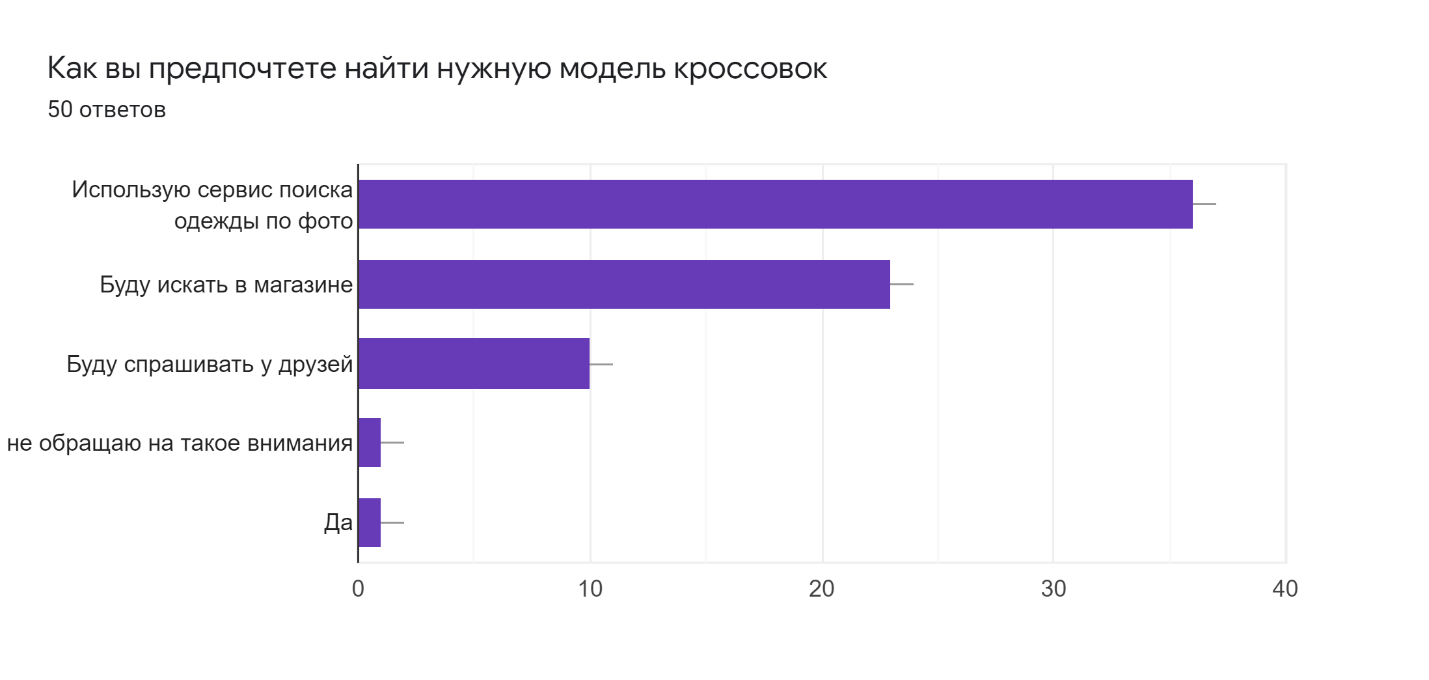 Как вы предпочтете найти нужную модель кроссовок
50 ответов
Использую сервис поиска
одежды по фото
Буду искать в магазине
Буду спрашивать у друзей
не обращаю на такое внимания
Да
0 10 20 30 40